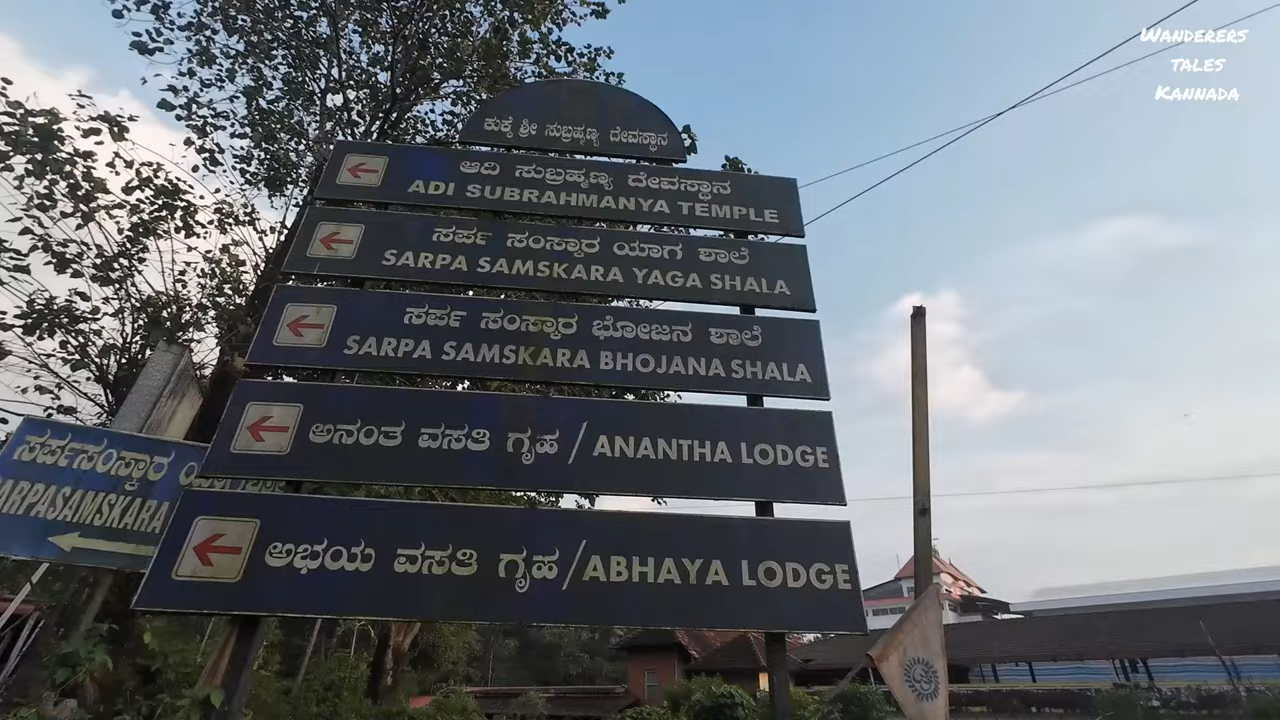 WANDERERS
TALES
KANNADA
ಕುಕ್ಕೆ ಶ್ರೀ ಸುಬ್ರಹ್ಮಣ್ಯ ದೇವಸ್ಥಾನ
ಆದಿ ಸುಬ್ರಹ್ಮಣ್ಯ ದೇವಸ್ಥಾನ
ADI SUBRAHMANYA TEMPLE
ಸರ್ಪ ಸಂಸ್ಕಾರ ಯಾಗ ಶಾಲೆ
SARPA SAMSKARA YAGA SHALA
ಸರ್ಪ ಸಂಸ್ಕಾರ ಭೋಜನ ಶಾಲೆ
SARPA SAMSKARA BHOJANA SHALA
ಅನಂತ ವಸತಿ ಗೃಹ / ANANTHA LODGE
ಅಭಯ ವಸತಿ ಗೃಹ / ABHAYA LODGE
ಸರ್ಪಸಂಸ್ಕಾರ
ARPASAMSKARA